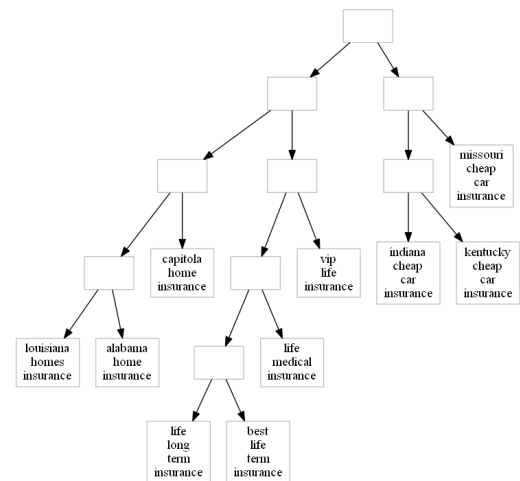 missouri
cheap
car
insurance
capitola
home
insurance
vip
life
insurance
indiana
cheap
car
insurance
kentucky
cheap
car
insurance
louisiana
homes
insurance
alabama
home
insurance
life
medical
insurance
life
long
term
insurance
best
life
term
insurance